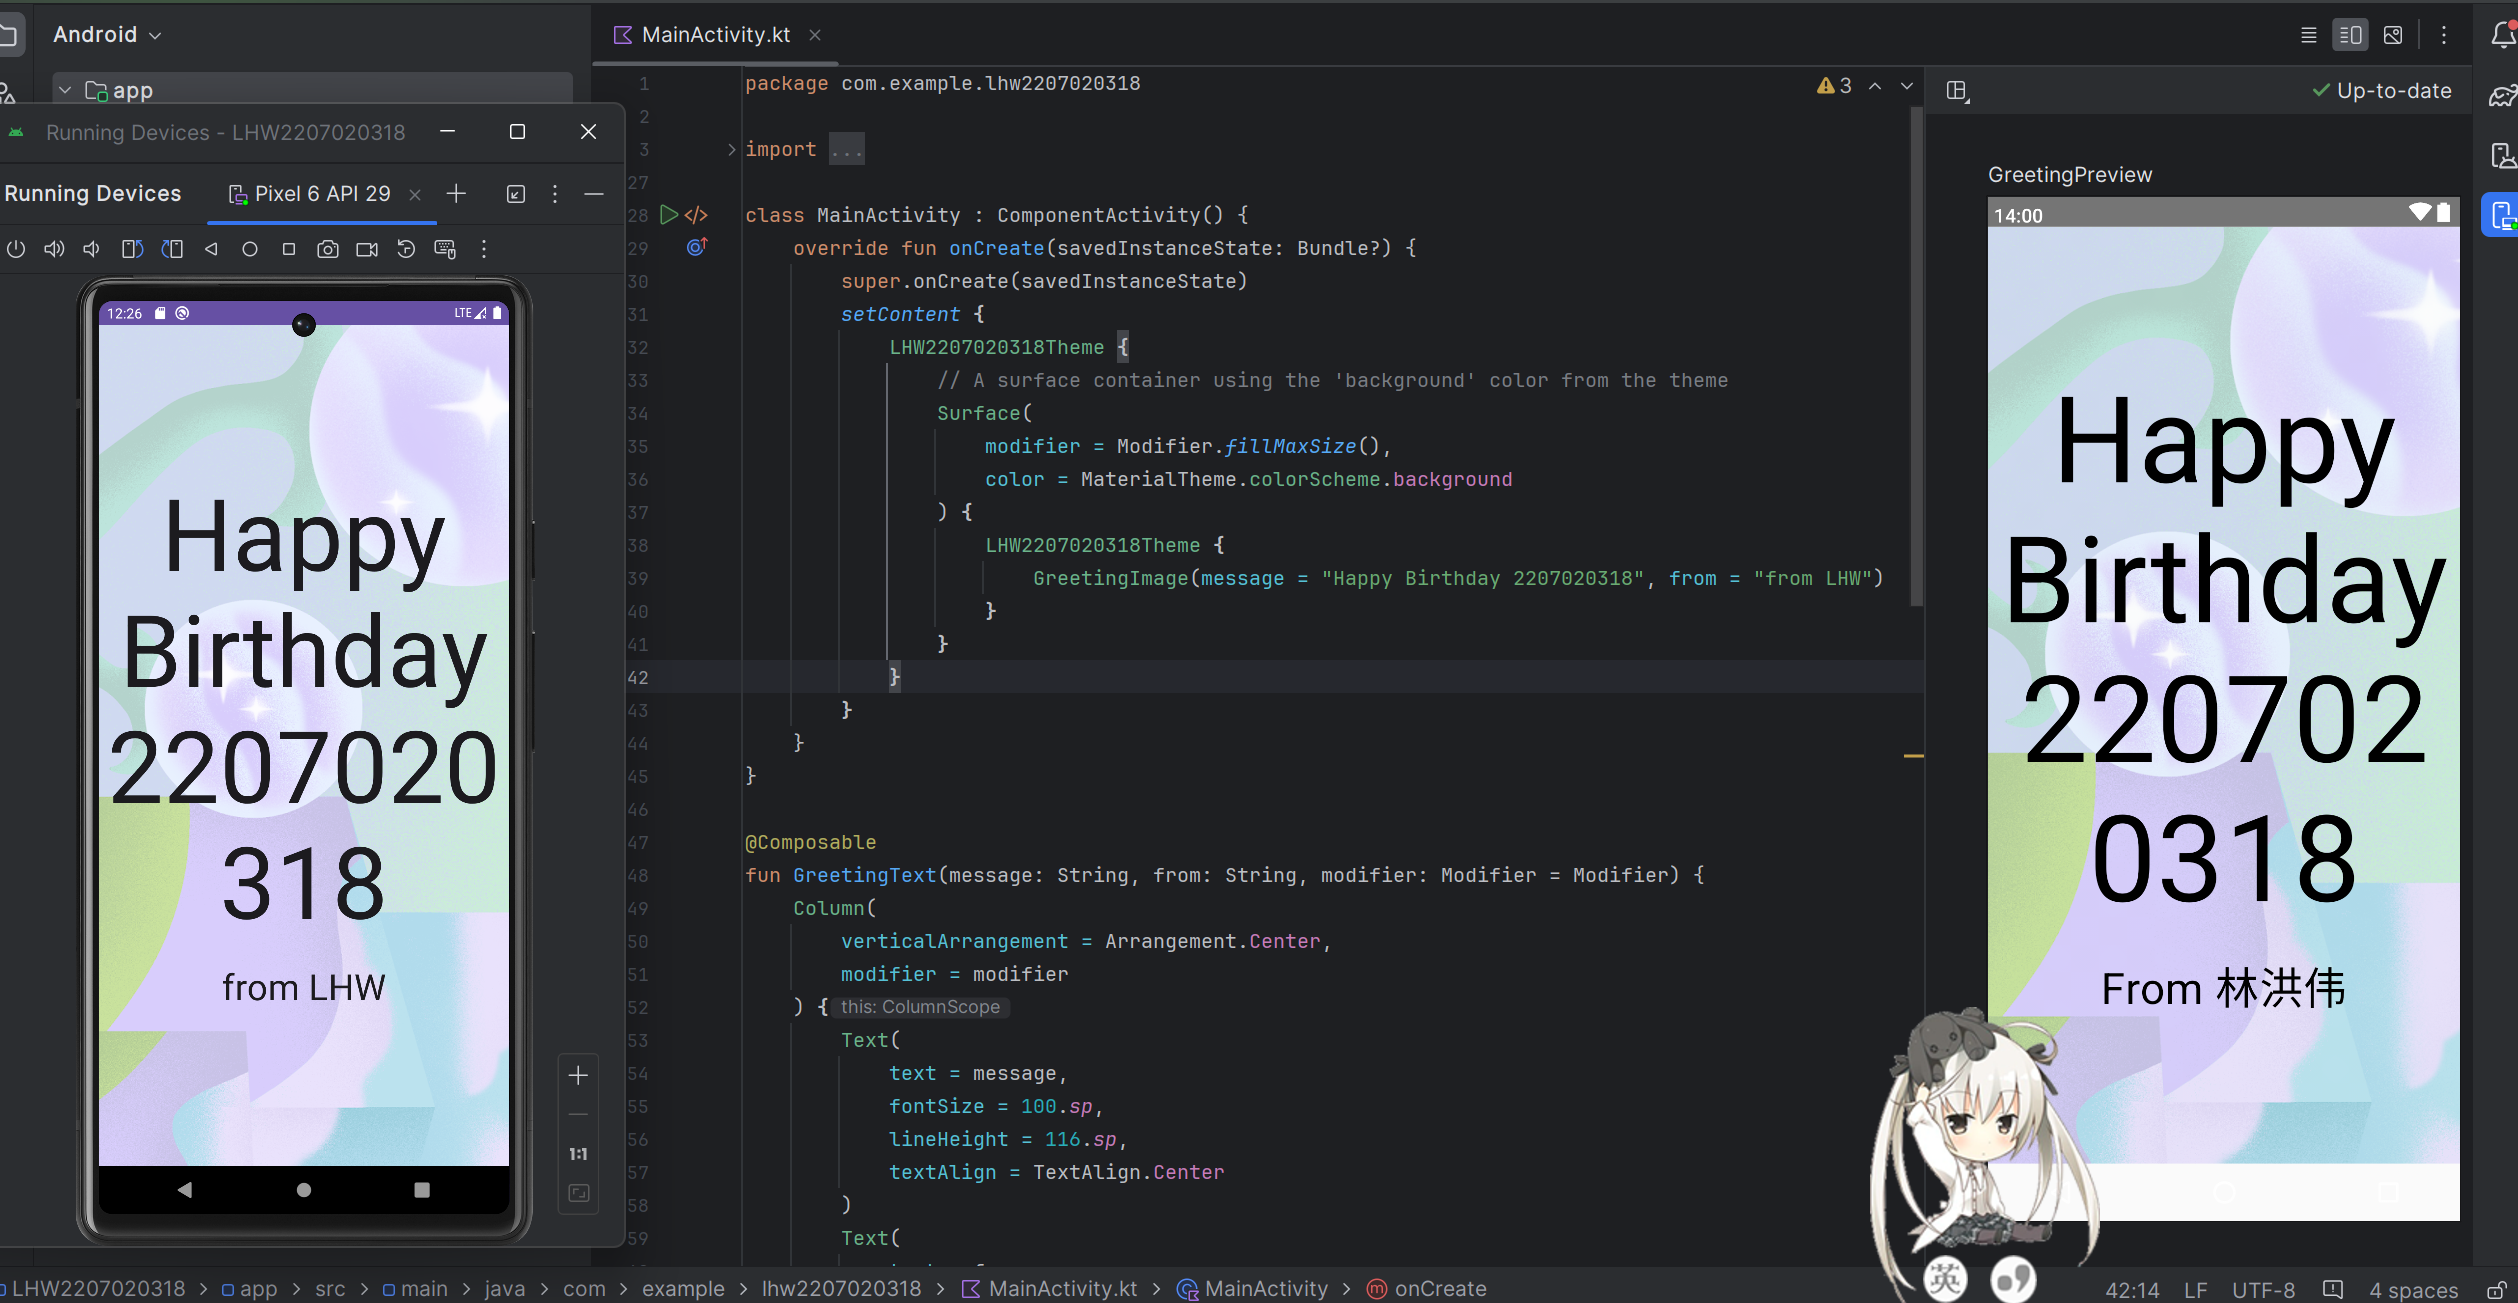 Android
MainActivity.kt
app
Running Devices - LHW2207020318
Running Devices
Pixel 6 API 29
12:26
LTE
Happy
Birthday
2207020
318
from LHW
1:1
3
1 package com.example.lhw2207020318
2
3 import ...
27
28 class MainActivity : ComponentActivity() {
29 override fun onCreate(savedInstanceState: Bundle?) {
30 super.onCreate(savedInstanceState)
31 setContent {
32 LHW2207020318Theme {
33 // A surface container using the 'background' color from the theme
34 Surface(
35 modifier = Modifier.fillMaxSize(),
36 color = MaterialTheme.colorScheme.background
37 ) {
38 LHW2207020318Theme {
39 GreetingImage(message = "Happy Birthday 2207020318", from = "from LHW")
40 }
41 }
42 }
43 }
44 }
45 }
46
47 @Composable
48 fun GreetingText(message: String, from: String, modifier: Modifier = Modifier) {
49 Column(
50 verticalArrangement = Arrangement.Center,
51 modifier = modifier
52 ) { this: ColumnScope
53 Text(
54 text = message,
55 fontSize = 100.sp,
56 lineHeight = 116.sp,
57 textAlign = TextAlign.Center
58 )
59 Text(
Up-to-date
GreetingPreview
14:00
Happy
Birthday
220702
0318
From 林洪伟
英
LHW2207020318 > app > src > main > java > com > example > lhw2207020318 > MainActivity.kt > MainActivity > onCreate
42:14 LF UTF-8 4 spaces